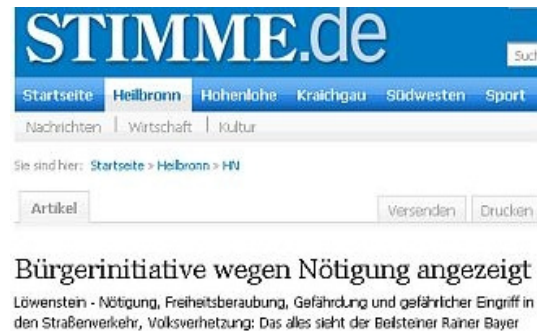 STIMME.de
Such
Startseite Heilbronn Hohenlohe Kraichgau Südwesten Sport
Nachrichten | Wirtschaft | Kultur
Sie sind hier: Startseite > Heilbronn > HN
Artikel Versenden Drucken
Bürgerinitiative wegen Nötigung angezeigt
Löwenstein - Nötigung, Freiheitsberaubung, Gefährdung und gefährlicher Eingriff in
den Straßenverkehr, Volksverhetzung: Das alles sieht der Beilsteiner Rainer Bayer